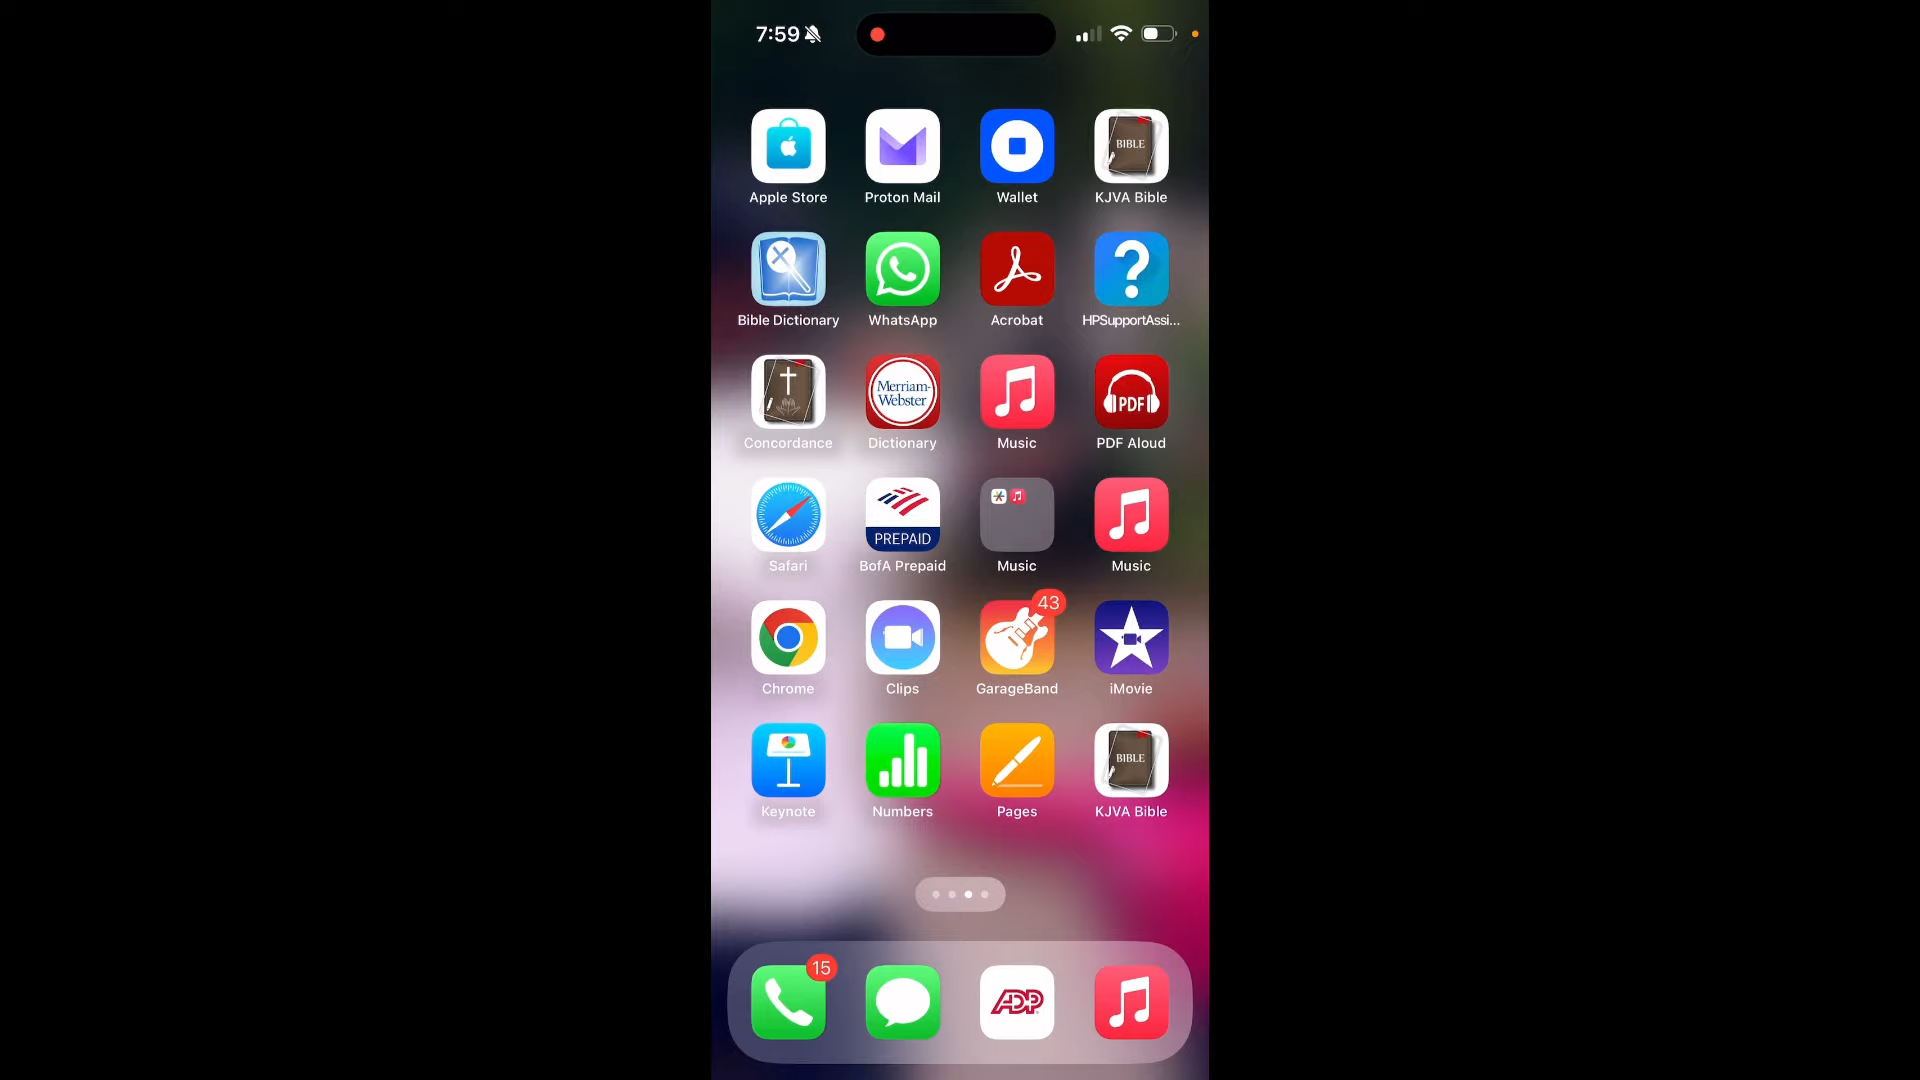 7:59
Apple Store
Proton Mail
Wallet
BIBLE
KJVA Bible
Bible Dictionary
WhatsApp
Acrobat
?
HPSupportAssi...
Concordance
Merriam-
Webster
Dictionary
Music
PDF
PDF Aloud
Safari
PREPAID
BofA Prepaid
Music
Music
Chrome
Clips
43
GarageBand
iMovie
Keynote
Numbers
Pages
BIBLE
KJVA Bible
15
ADP